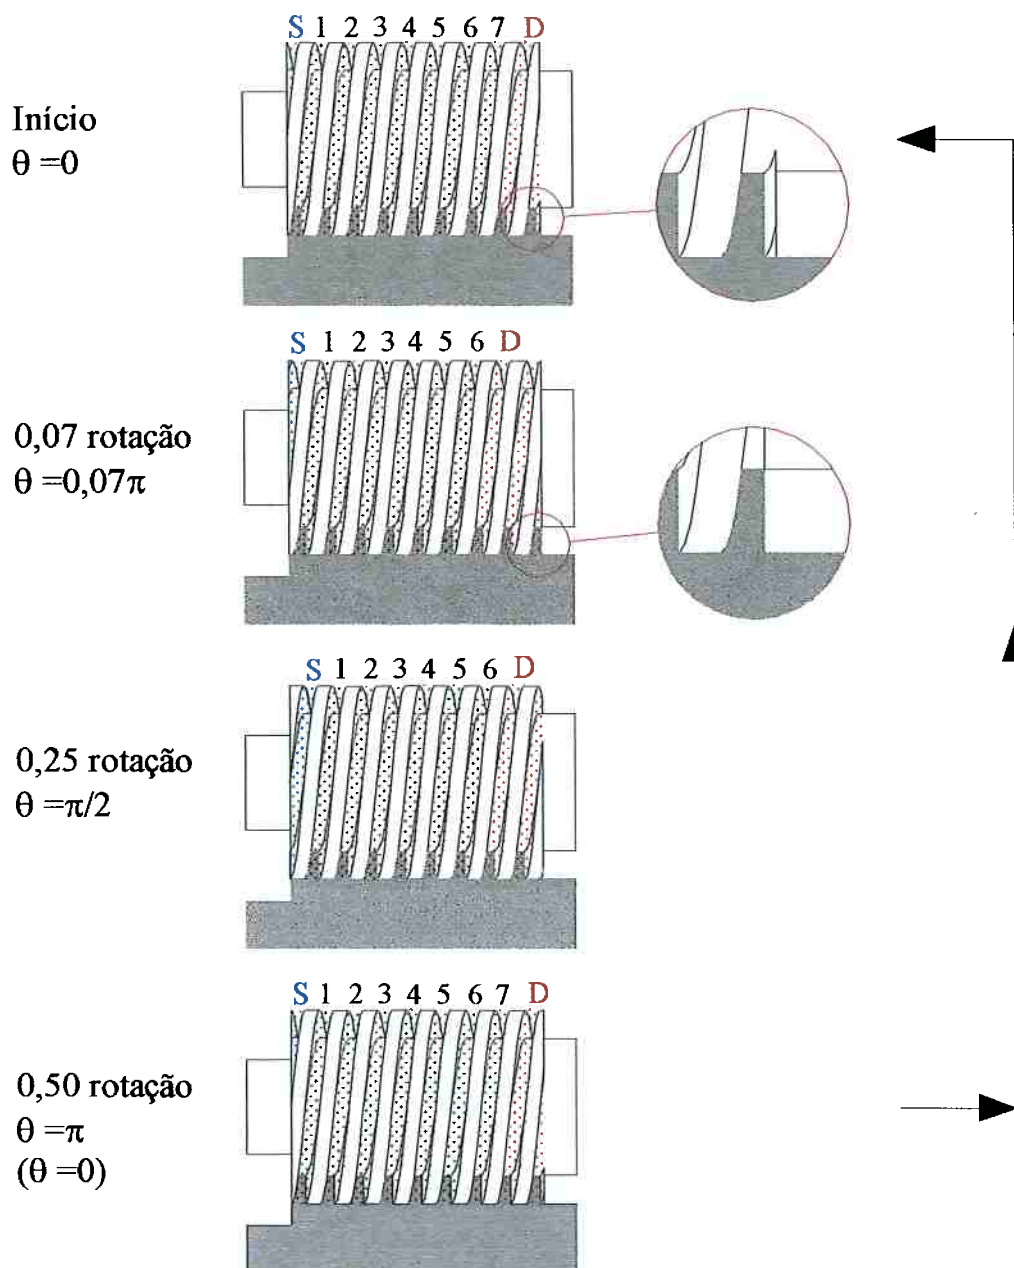 S 1 2 3 4 5 6 7 D
Início
θ =0
S 1 2 3 4 5 6 D
0,07 rotação
θ =0,07π
S 1 2 3 4 5 6 D
0,25 rotação
θ =π/2
S 1 2 3 4 5 6 7 D
0,50 rotação
θ =π
(θ =0)